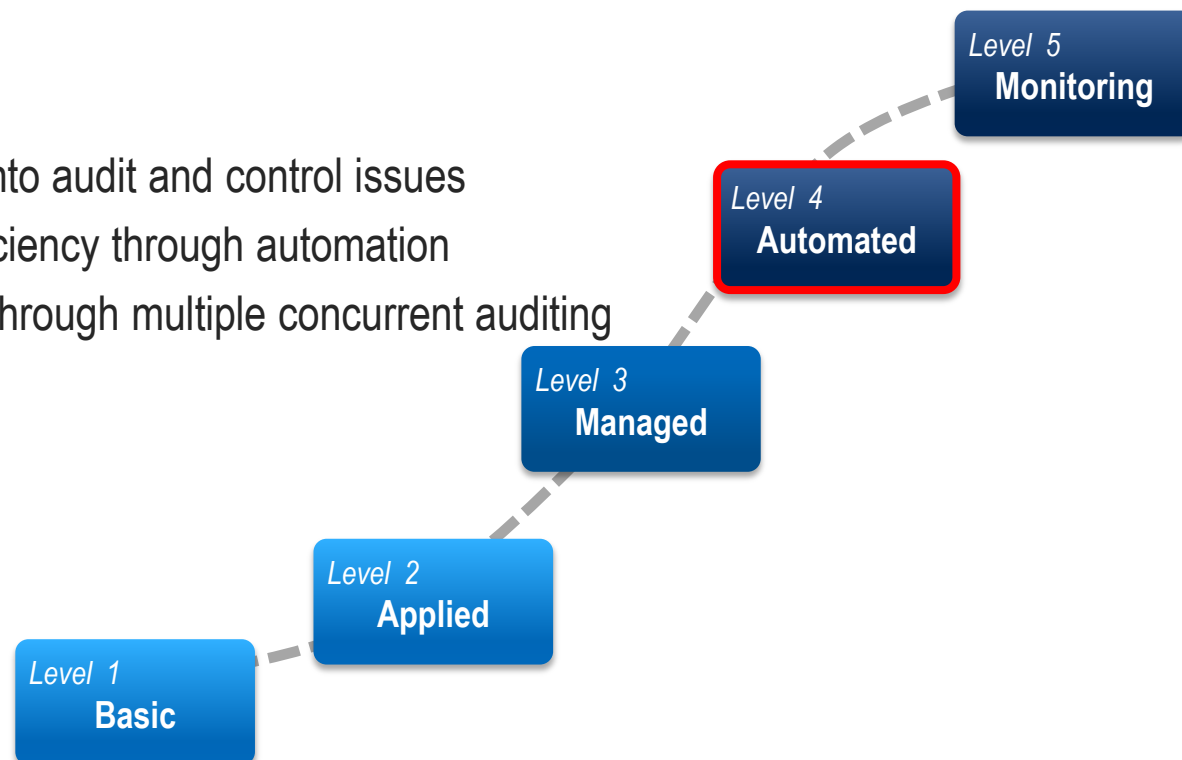 Level 5
Monitoring
nto audit and control issues
Level 4
Automated
ciency through automation
hrough multiple concurrent auditing
Level 3
Managed
Level 2
Applied
Level 1
Basic